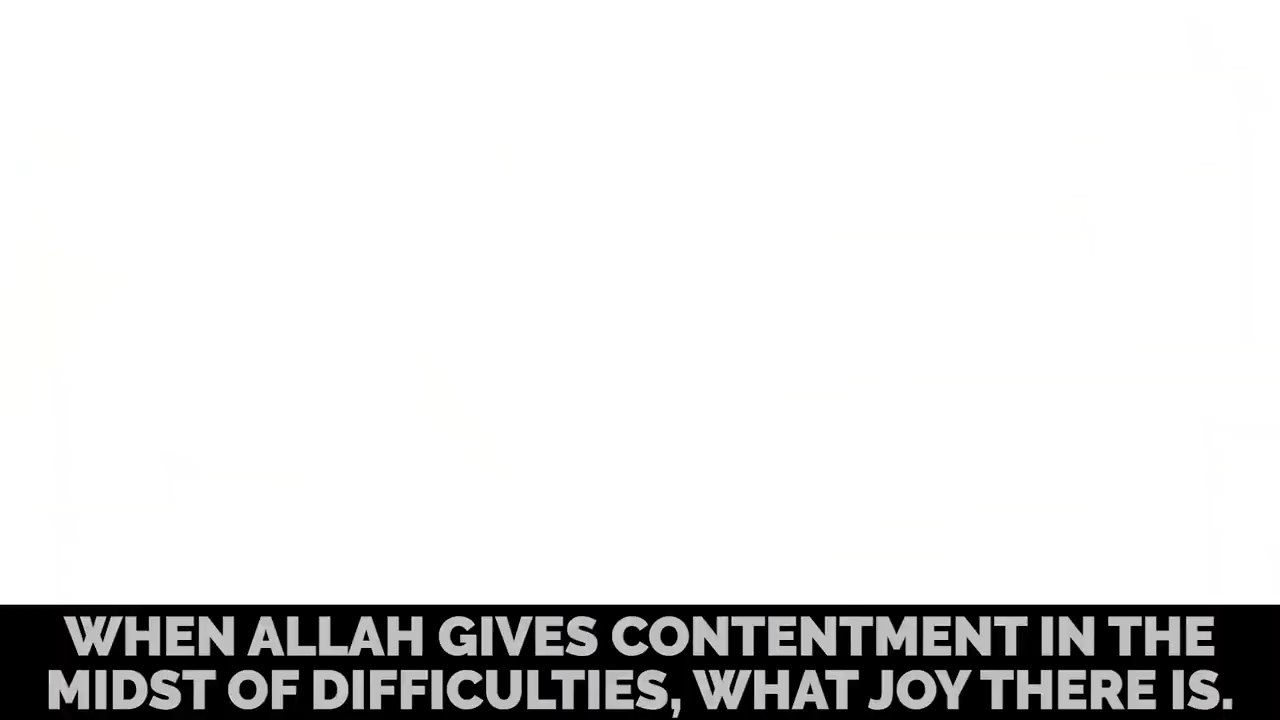 WHEN ALLAH GIVES CONTENTMENT IN THE
MIDST OF DIFFICULTIES, WHAT JOY THERE IS.